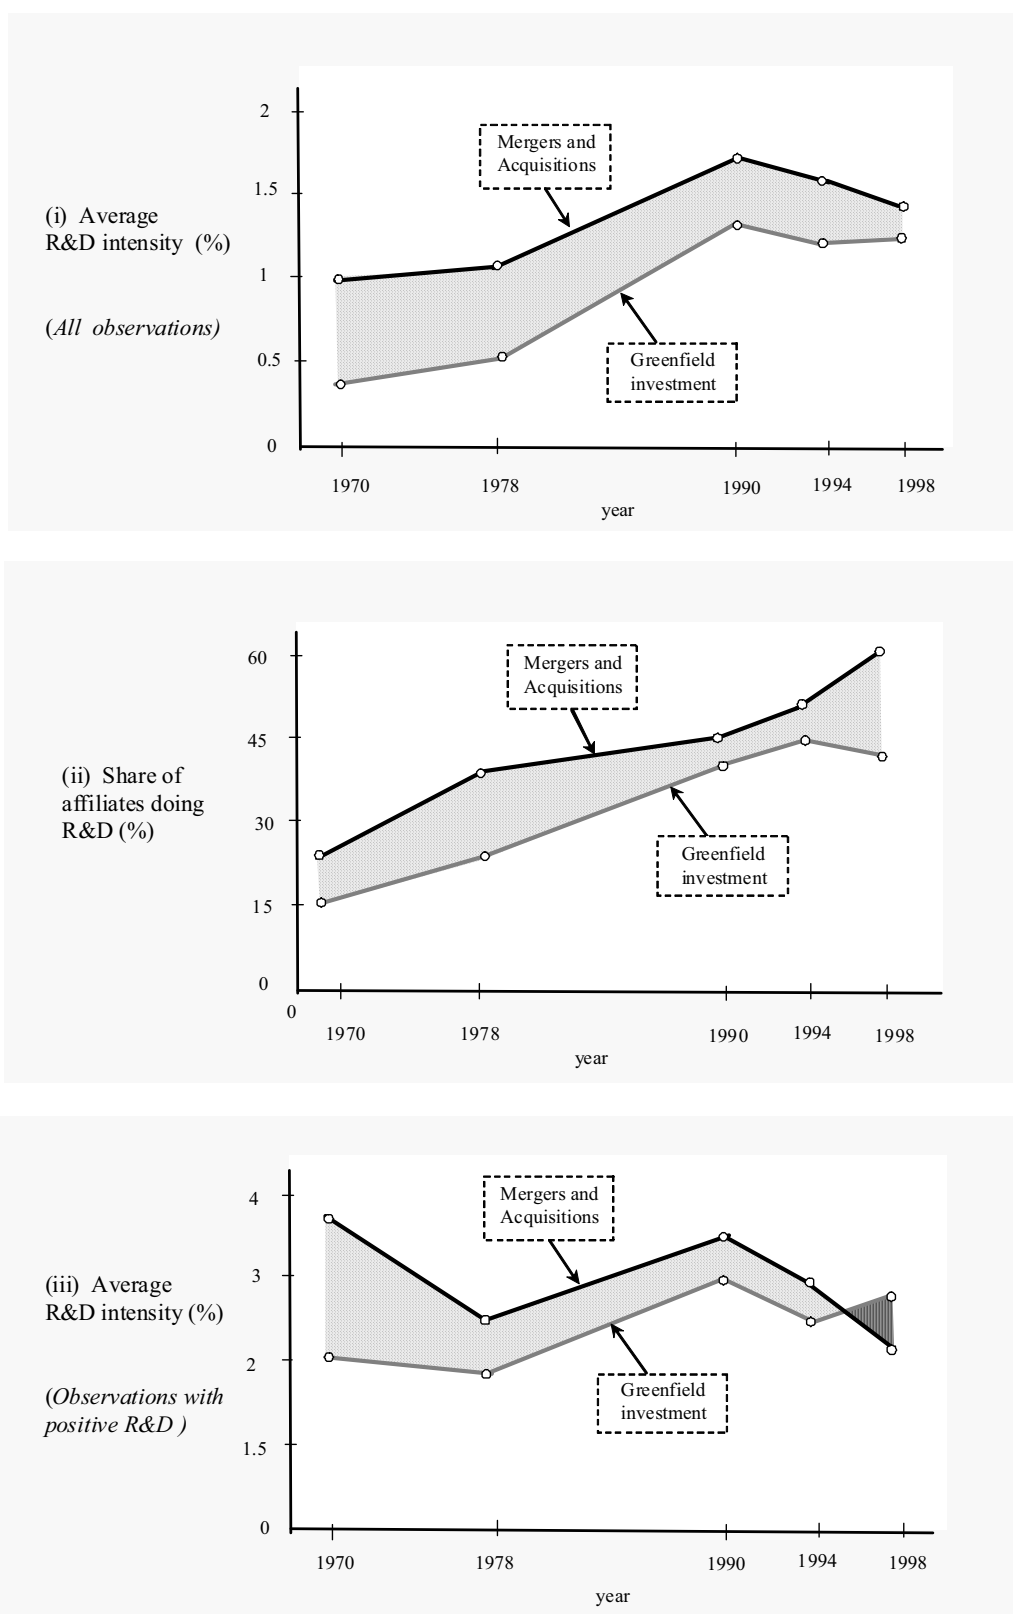 2
Mergers and
Acquisitions
1.5
(i) Average
R&D intensity (%)
1
(All observations)
0.5
Greenfield
investment
0
1970 1978 1990 1994 1998
year
60
Mergers and
Acquisitions
45
(ii) Share of
affiliates doing
R&D (%)
30
Greenfield
investment
15
0
0
1970 1978 1990 1994 1998
year
4
Mergers and
Acquisitions
3
(iii) Average
R&D intensity (%)
2
(Observations with
positive R&D )
Greenfield
investment
1.5
0
1970 1978 1990 1994 1998
year